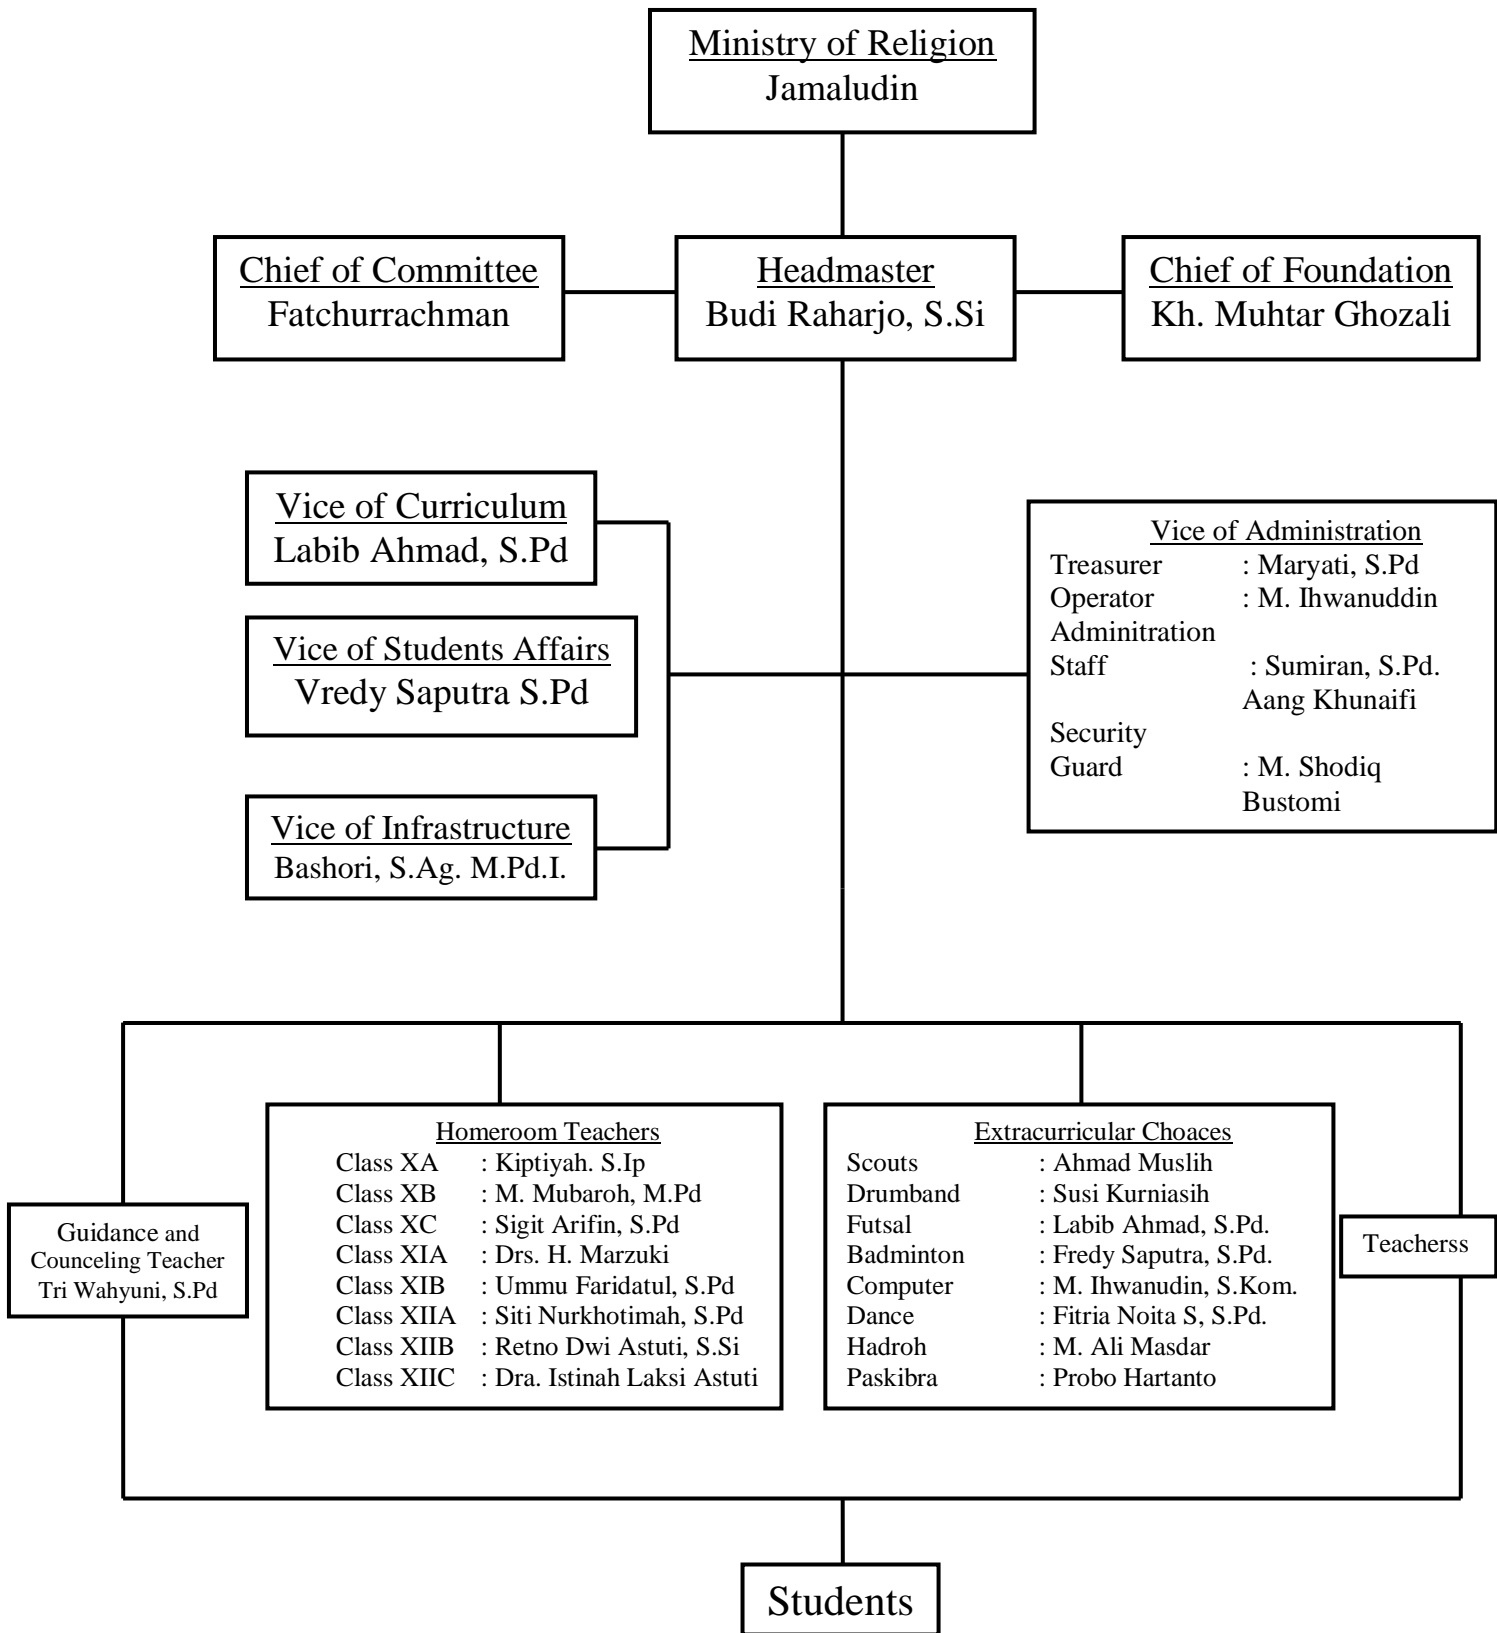 Ministry of Religion
Jamaludin
Chief of Committee
Fatchurrachman
Headmaster
Budi Raharjo, S.Si
Chief of Foundation
Kh. Muhtar Ghozali
Vice of Curriculum
Labib Ahmad, S.Pd
Vice of Students Affairs
Vredy Saputra S.Pd
Vice of Infrastructure
Bashori, S.Ag. M.Pd.I.
Vice of Administration
Treasurer : Maryati, S.Pd
Operator : M. Ihwanuddin
Adminitration
Staff : Sumiran, S.Pd.
Aang Khunaifi
Security
Guard : M. Shodiq
Bustomi
Guidance and
Counceling Teacher
Tri Wahyuni, S.Pd
Homeroom Teachers
Class XA : Kiptiyah. S.Ip
Class XB : M. Mubaroh, M.Pd
Class XC : Sigit Arifin, S.Pd
Class XIA : Drs. H. Marzuki
Class XIB : Ummu Faridatul, S.Pd
Class XIIA : Siti Nurkhotimah, S.Pd
Class XIIB : Retno Dwi Astuti, S.Si
Class XIIC : Dra. Istinah Laksi Astuti
Extracurricular Choaces
Scouts : Ahmad Muslih
Drumband : Susi Kurniasih
Futsal : Labib Ahmad, S.Pd.
Badminton : Fredy Saputra, S.Pd.
Computer : M. Ihwanudin, S.Kom.
Dance : Fitria Noita S, S.Pd.
Hadroh : M. Ali Masdar
Paskibra : Probo Hartanto
Teacherss
Students